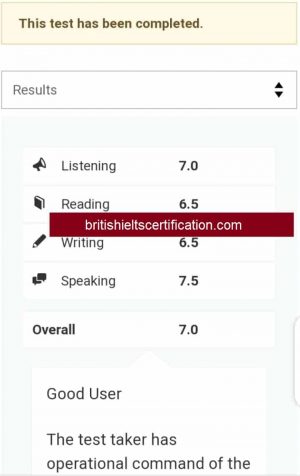 This test has been completed.
Results
Listening 7.0
Reading 6.5
britishieltscertification.com
Writing 6.5
Speaking 7.5
Overall 7.0
Good User
The test taker has
operational command of the